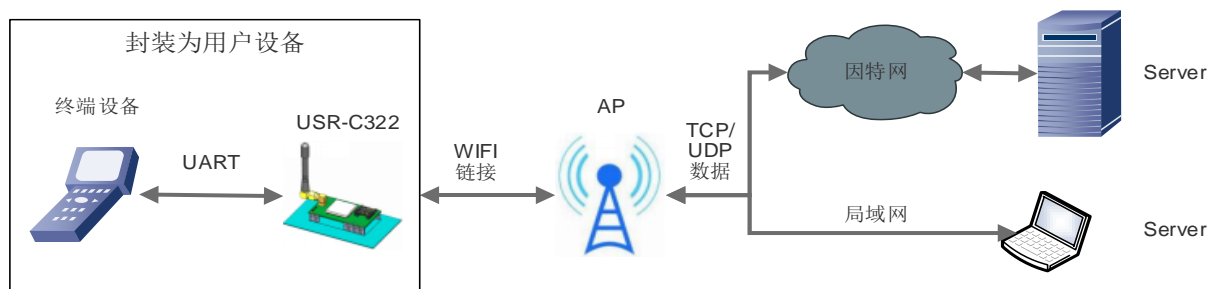 封装为用户设备
终端设备
UART
USR-C322
WIFI
链接
AP
TCP/
UDP
数据
因特网
Server
局域网
Server